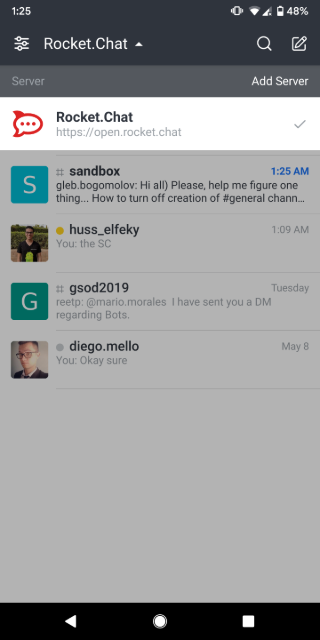 1:25
48%
Rocket.Chat
Server
Add Server
Rocket.Chat
https://open.rocket.chat
S
# sandbox
1:25 AM
gleb.bogomolov: Hi all) Please, help me figure one
thing... How to turn off creation of #general chann...
huss_elfeky
1:09 AM
You: the SC
G
# gsod2019
Tuesday
reetp: @mario.morales I have sent you a DM
regarding Bots.
diego.mello
May 8
You: Okay sure